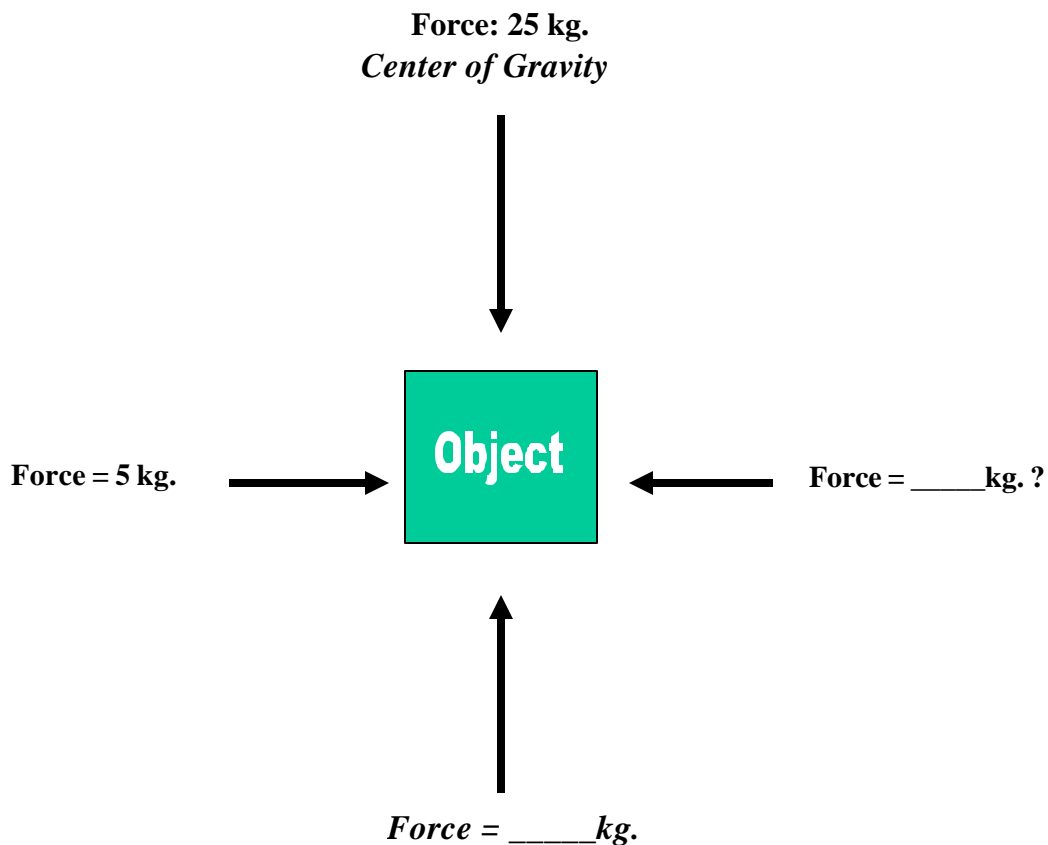 Force: 25 kg.
Center of Gravity
Object
Force = 5 kg.
Force = _____kg. ?
Force = _____kg.